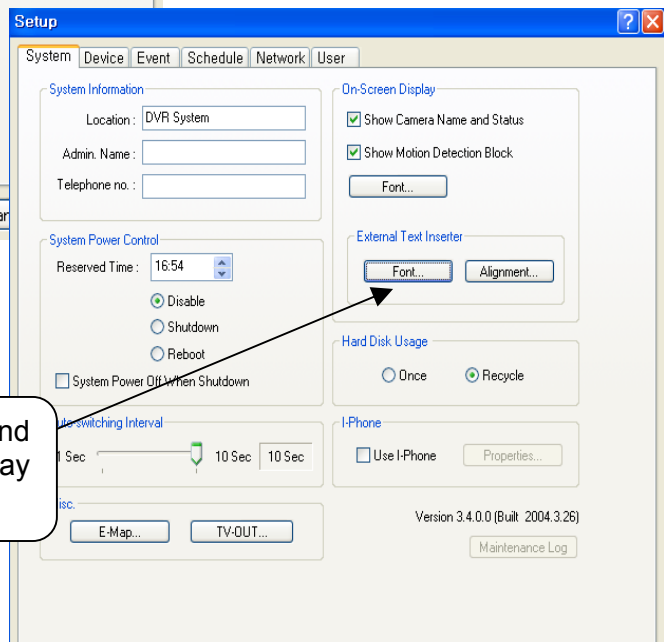 Setup
System Device Event Schedule Network User
System Information
Location : DVR System
Admin. Name :
Telephone no. :
On-Screen Display
Show Camera Name and Status
Show Motion Detection Block
Font...
External Text Inserter
Font... Alignment...
System Power Control
Reserved Time : 16:54
Disable
Shutdown
Reboot
System Power Off When Shutdown
Hard Disk Usage
Once Recycle
switching Interval
Sec 10 Sec 10 Sec
I-Phone
Use I-Phone Properties...
E-Map... TV-OUT...
Version 3.4.0.0 (Built 2004.3.26)
Maintenance Log